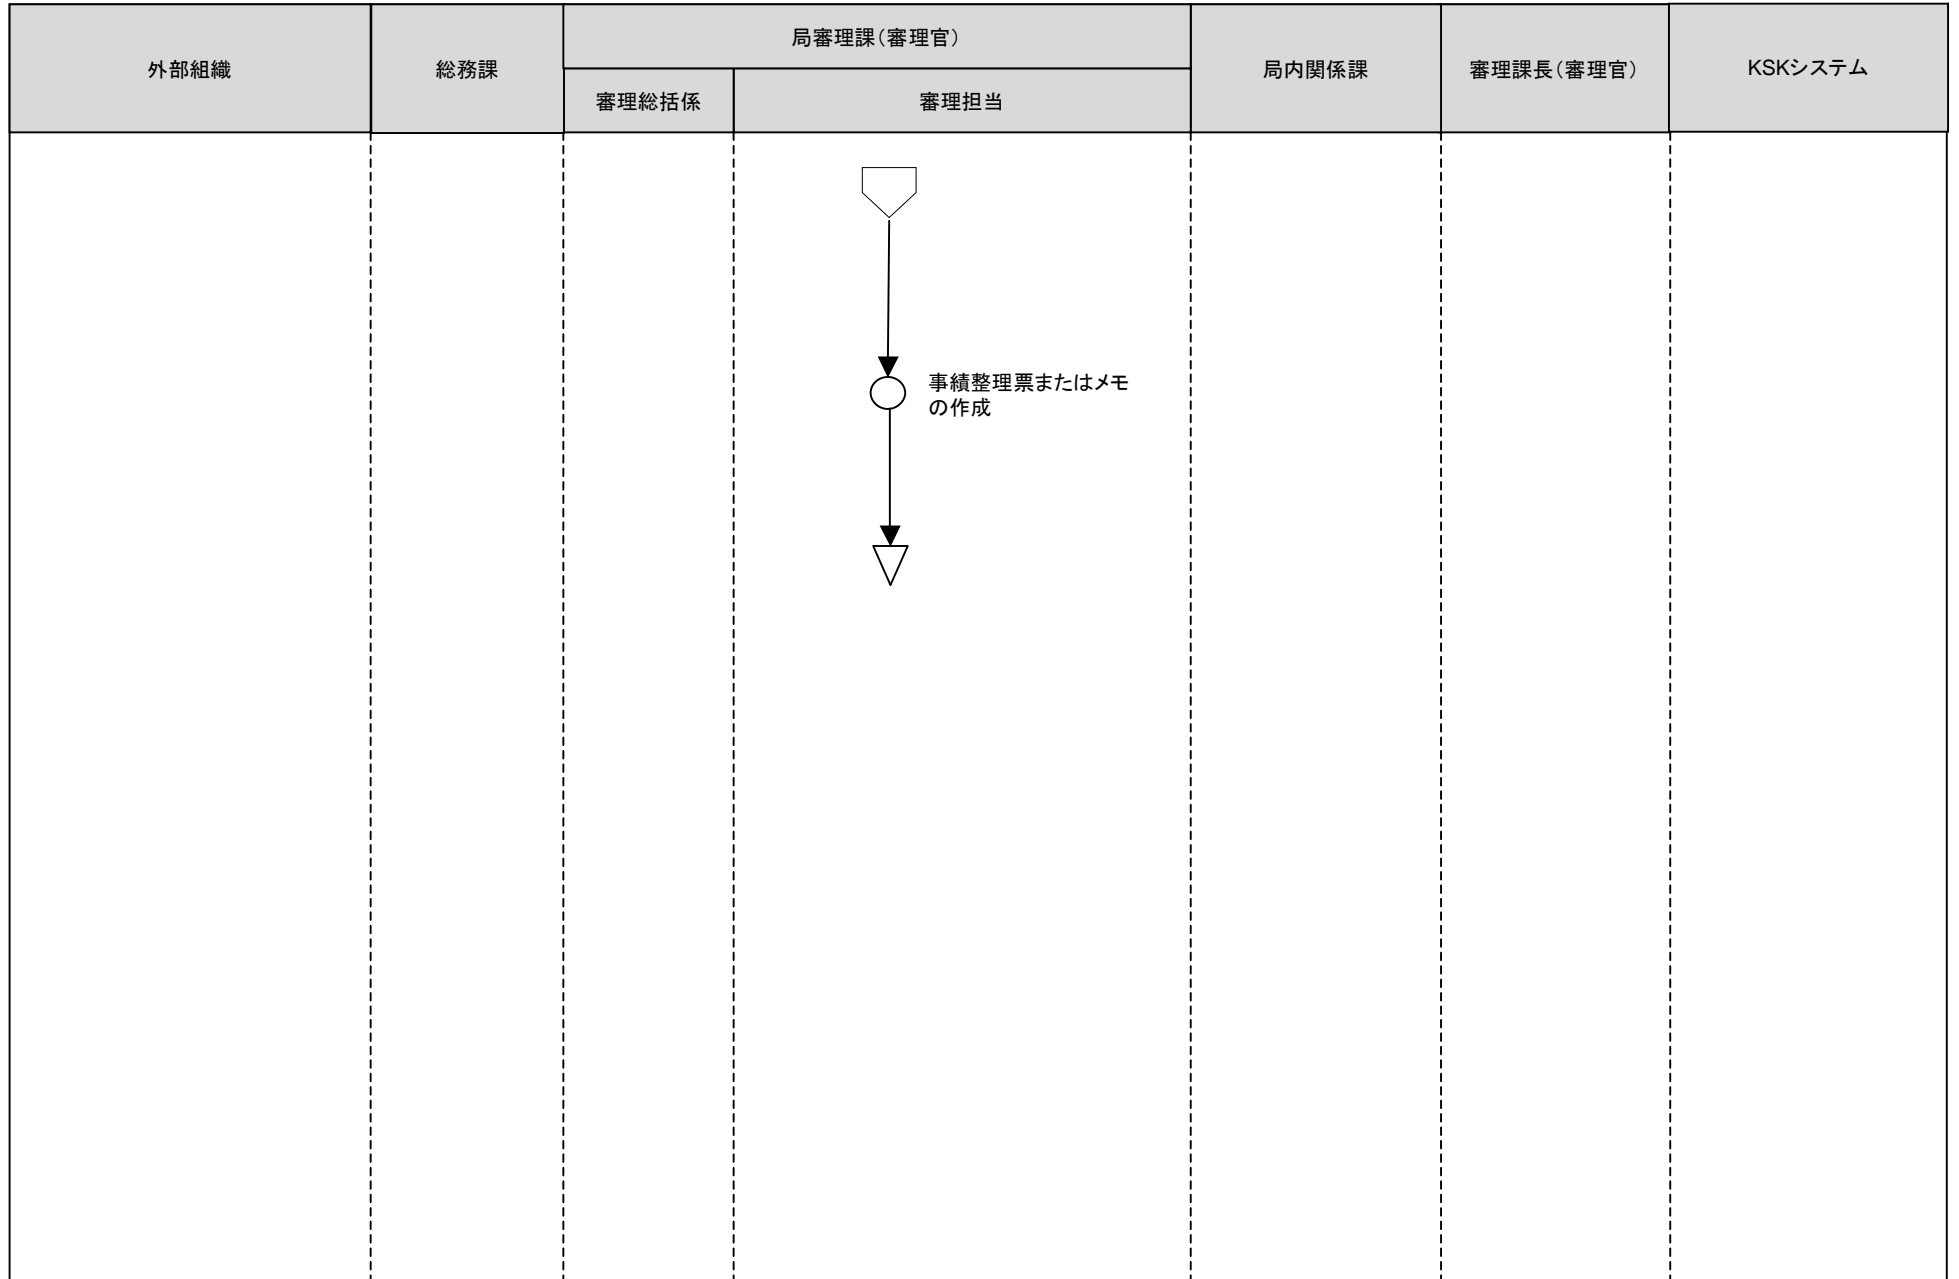 外部組織
総務課
局審理課（審理官）
審理総括係
審理担当
局内関係課
審理課長（審理官）
KSKシステム
事績整理票またはメモ
の作成